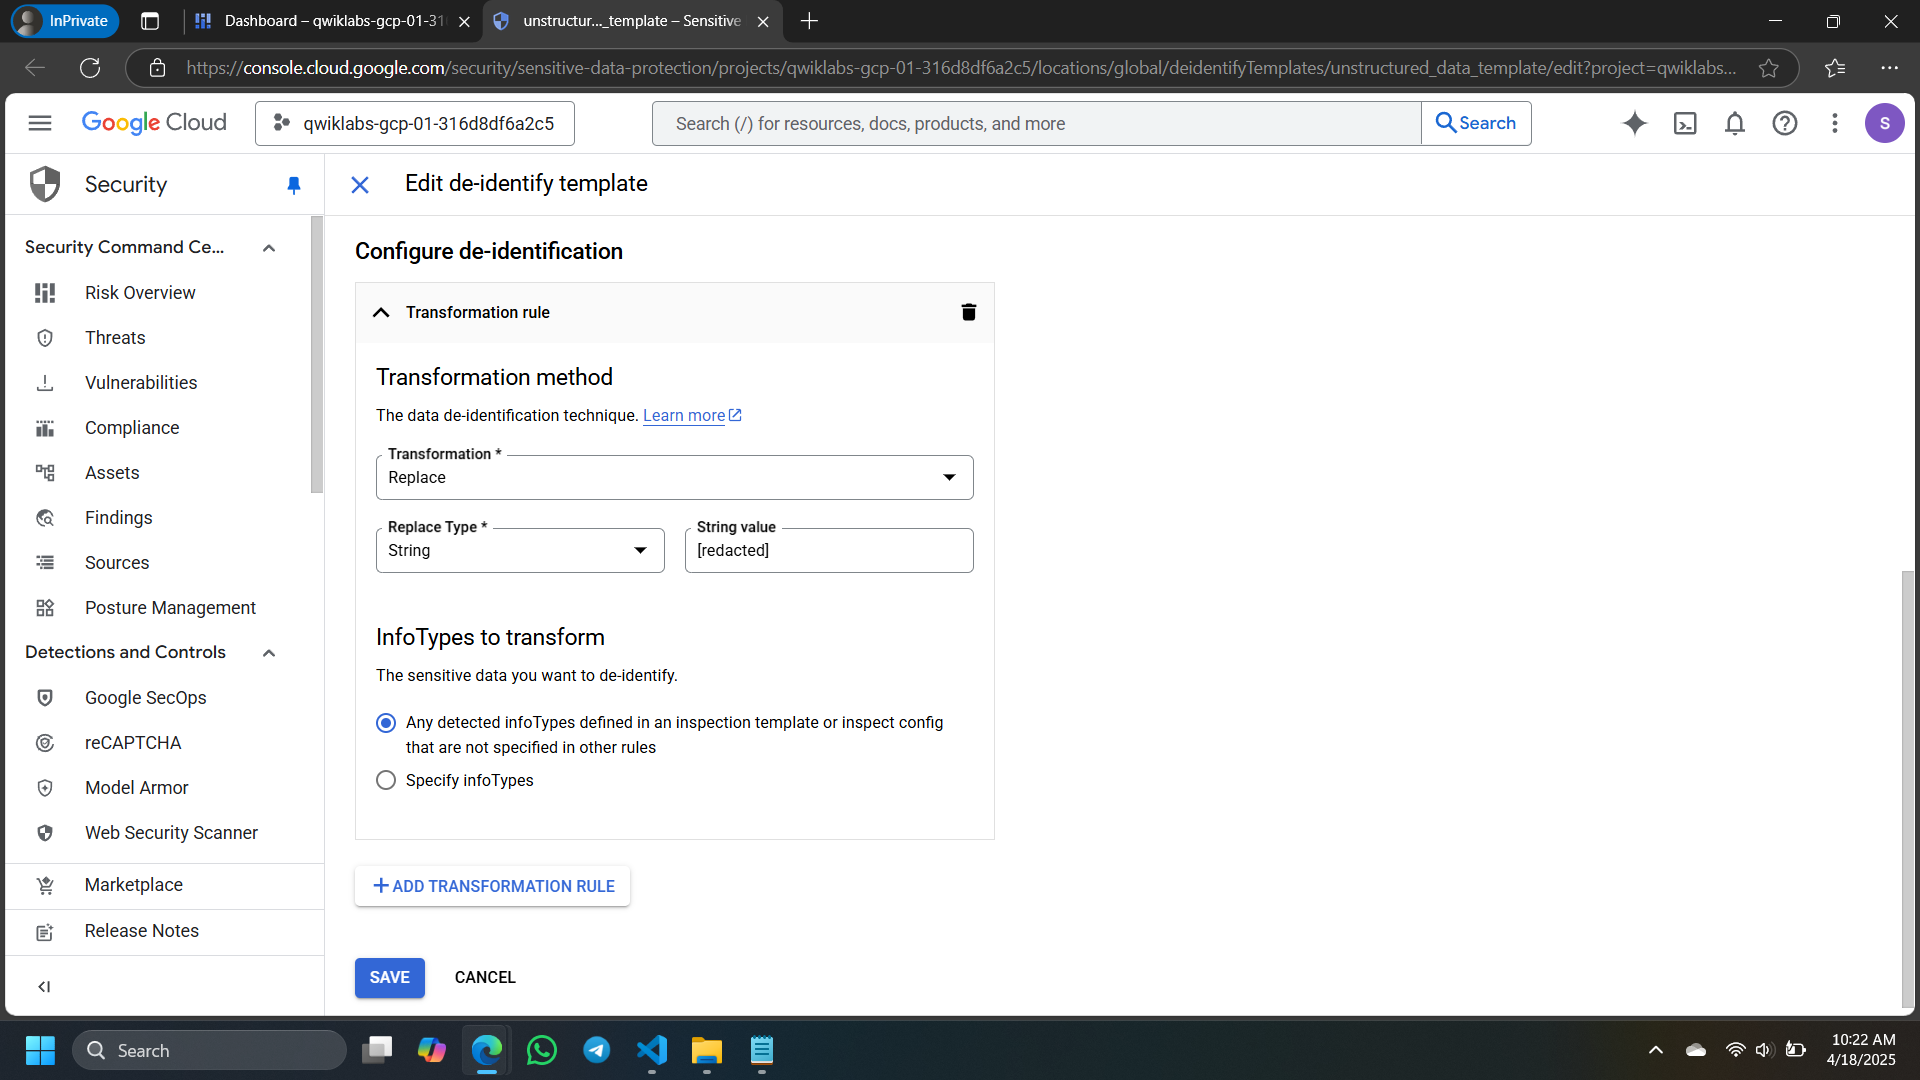 InPrivate
Dashboard – qwiklabs-gcp-01-31
unstructur..._template – Sensitive
https://console.cloud.google.com/security/sensitive-data-protection/projects/qwiklabs-gcp-01-316d8df6a2c5/locations/global/deidentifyTemplates/unstructured_data_template/edit?project=qwiklabs...
Google Cloud
qwiklabs-gcp-01-316d8df6a2c5
Search (/) for resources, docs, products, and more
Search
S
Security
Edit de-identify template
Security Command Ce...
Risk Overview
Threats
Vulnerabilities
Compliance
Assets
Findings
Sources
Posture Management
Detections and Controls
Google SecOps
reCAPTCHA
Model Armor
Web Security Scanner
Marketplace
Release Notes
Configure de-identification
Transformation rule
Transformation method
The data de-identification technique. Learn more
Transformation *
Replace
Replace Type *
String
String value
[redacted]
InfoTypes to transform
The sensitive data you want to de-identify.
Any detected infoTypes defined in an inspection template or inspect config
that are not specified in other rules
Specify infoTypes
ADD TRANSFORMATION RULE
SAVE
CANCEL
Search
10:22 AM
4/18/2025